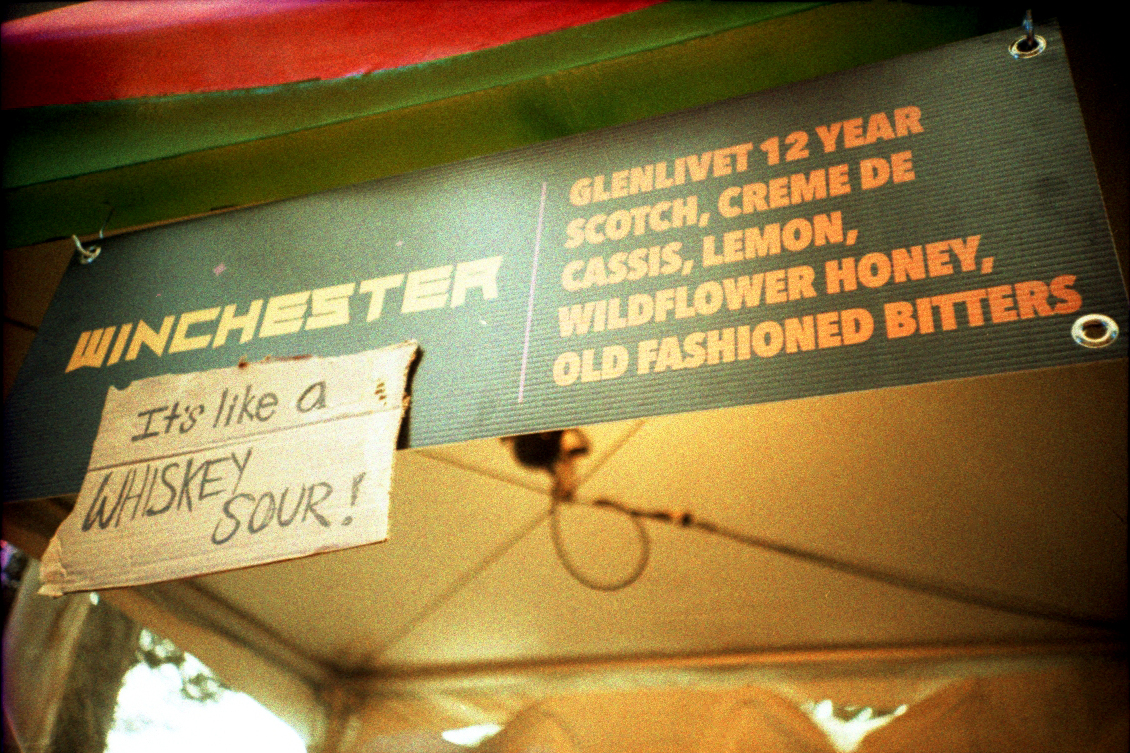 WINCHESTER
It's like a
WHISKEY
SOUR!
GLENLIVET 12 YEAR
SCOTCH, CREME DE
CASSIS, LEMON,
WILDFLOWER HONEY,
OLD FASHIONED BITTERS